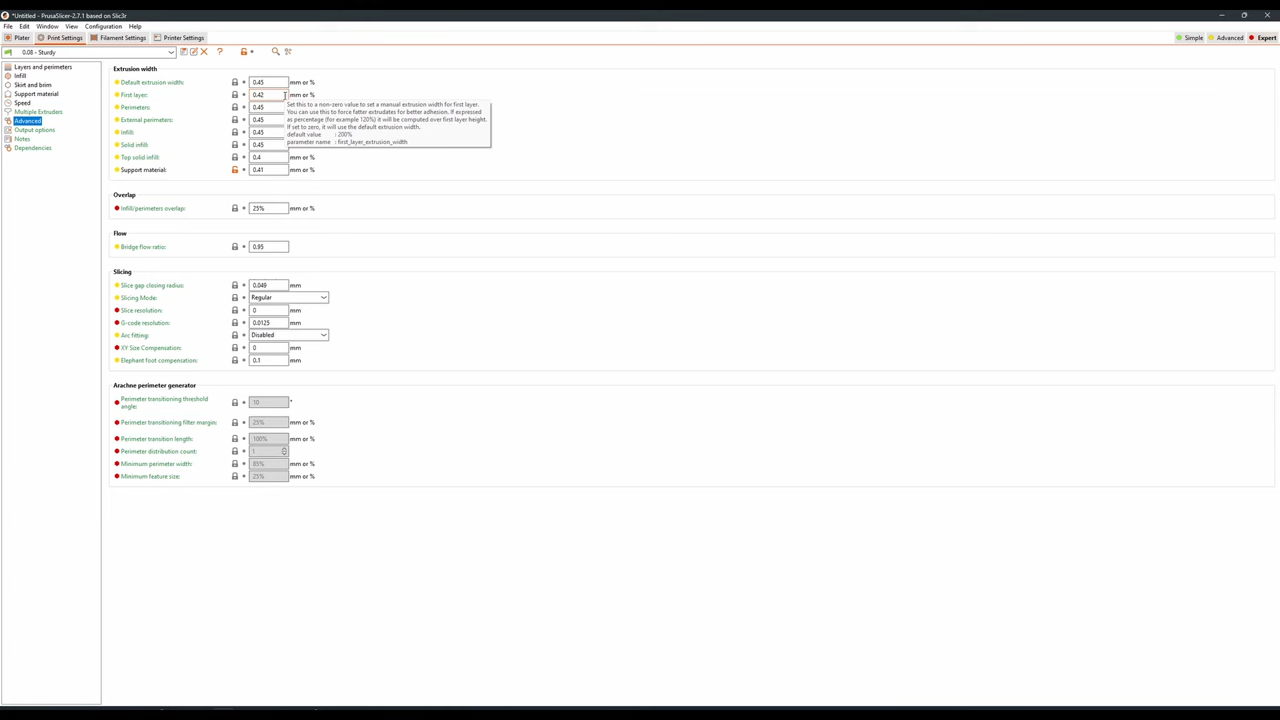 *Untitled - PrusaSlicer-2.7.1 based on Slic3r
File Edit Window View Configuration Help
Plater Print Settings Filament Settings Printer Settings Simple Advanced Expert
0.08 - Sturdy
Layers and perimeters
Infill
Skirt and brim
Support material
Speed
Multiple Extruders
Advanced
Output options
Notes
Dependencies
Extrusion width
Default extrusion width: 0.45 mm or %
First layer: 0.42 mm or %
Perimeters: 0.45
External perimeters: 0.45
Infill: 0.45
Solid infill: 0.45
Top solid infill: 0.4 mm or %
Support material: 0.41 mm or %
Set this to a non-zero value to set a manual extrusion width for first layer.
You can use this to force fatter extrudates for better adhesion. If expressed
as percentage (for example 120%) it will be computed over first layer height.
If set to zero, it will use the default extrusion width.
default value : 200%
parameter name : first_layer_extrusion_width
Overlap
Infill/perimeters overlap: 25% mm or %
Flow
Bridge flow ratio: 0.95
Slicing
Slice gap closing radius: 0.049 mm
Slicing Mode: Regular
Slice resolution: 0 mm
G-code resolution: 0.0125 mm
Arc fitting: Disabled
XY Size Compensation: 0 mm
Elephant foot compensation: 0.1 mm
Arachne perimeter generator
Perimeter transitioning threshold
angle: 10 °
Perimeter transitioning filter margin: 25% mm or %
Perimeter transition length: 100% mm or %
Perimeter distribution count: 1
Minimum perimeter width: 85% mm or %
Minimum feature size: 25% mm or %